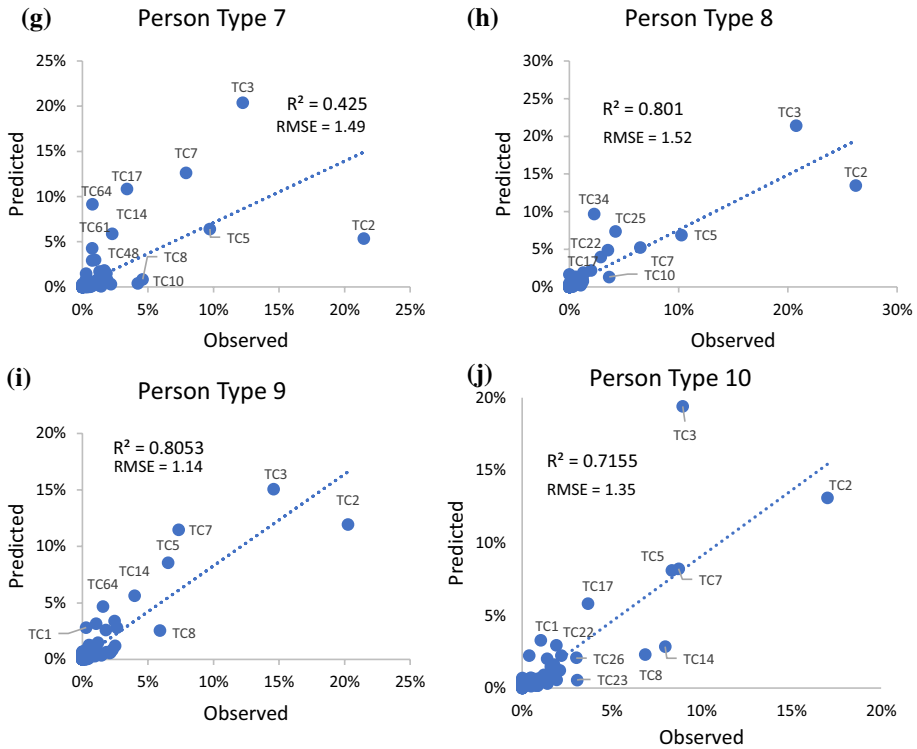 (g)
Person Type 7
25%
20%
15%
10%
5%
0%
0%
5%
10%
15%
20%
25%
Predicted
Observed
R² = 0.425
RMSE = 1.49
TC3
TC7
TC17
TC64
TC14
TC61
TC48
TC8
TC5
TC2
TC10
(h)
Person Type 8
30%
25%
20%
15%
10%
5%
0%
0%
10%
20%
30%
Predicted
Observed
R² = 0.801
RMSE = 1.52
TC3
TC2
TC34
TC25
TC22
TC5
TC17
TC7
TC10
(i)
Person Type 9
20%
15%
10%
5%
0%
0%
5%
10%
15%
20%
25%
Predicted
Observed
R² = 0.8053
RMSE = 1.14
TC3
TC2
TC7
TC5
TC14
TC64
TC1
TC8
(j)
Person Type 10
20%
15%
10%
5%
0%
0%
5%
10%
15%
20%
Predicted
Observed
R² = 0.7155
RMSE = 1.35
TC3
TC2
TC5
TC7
TC17
TC1
TC22
TC14
TC26
TC8
TC23